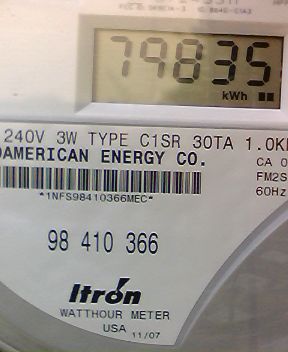 79835
kWh
240V 3W TYPE C1SR 30TA 1.0K
AMERICAN ENERGY CO.
CA 0
FM2S
60Hz
*1NFS98410366MEC*
98 410 366
Itron
WATTHOUR METER
USA 11/07